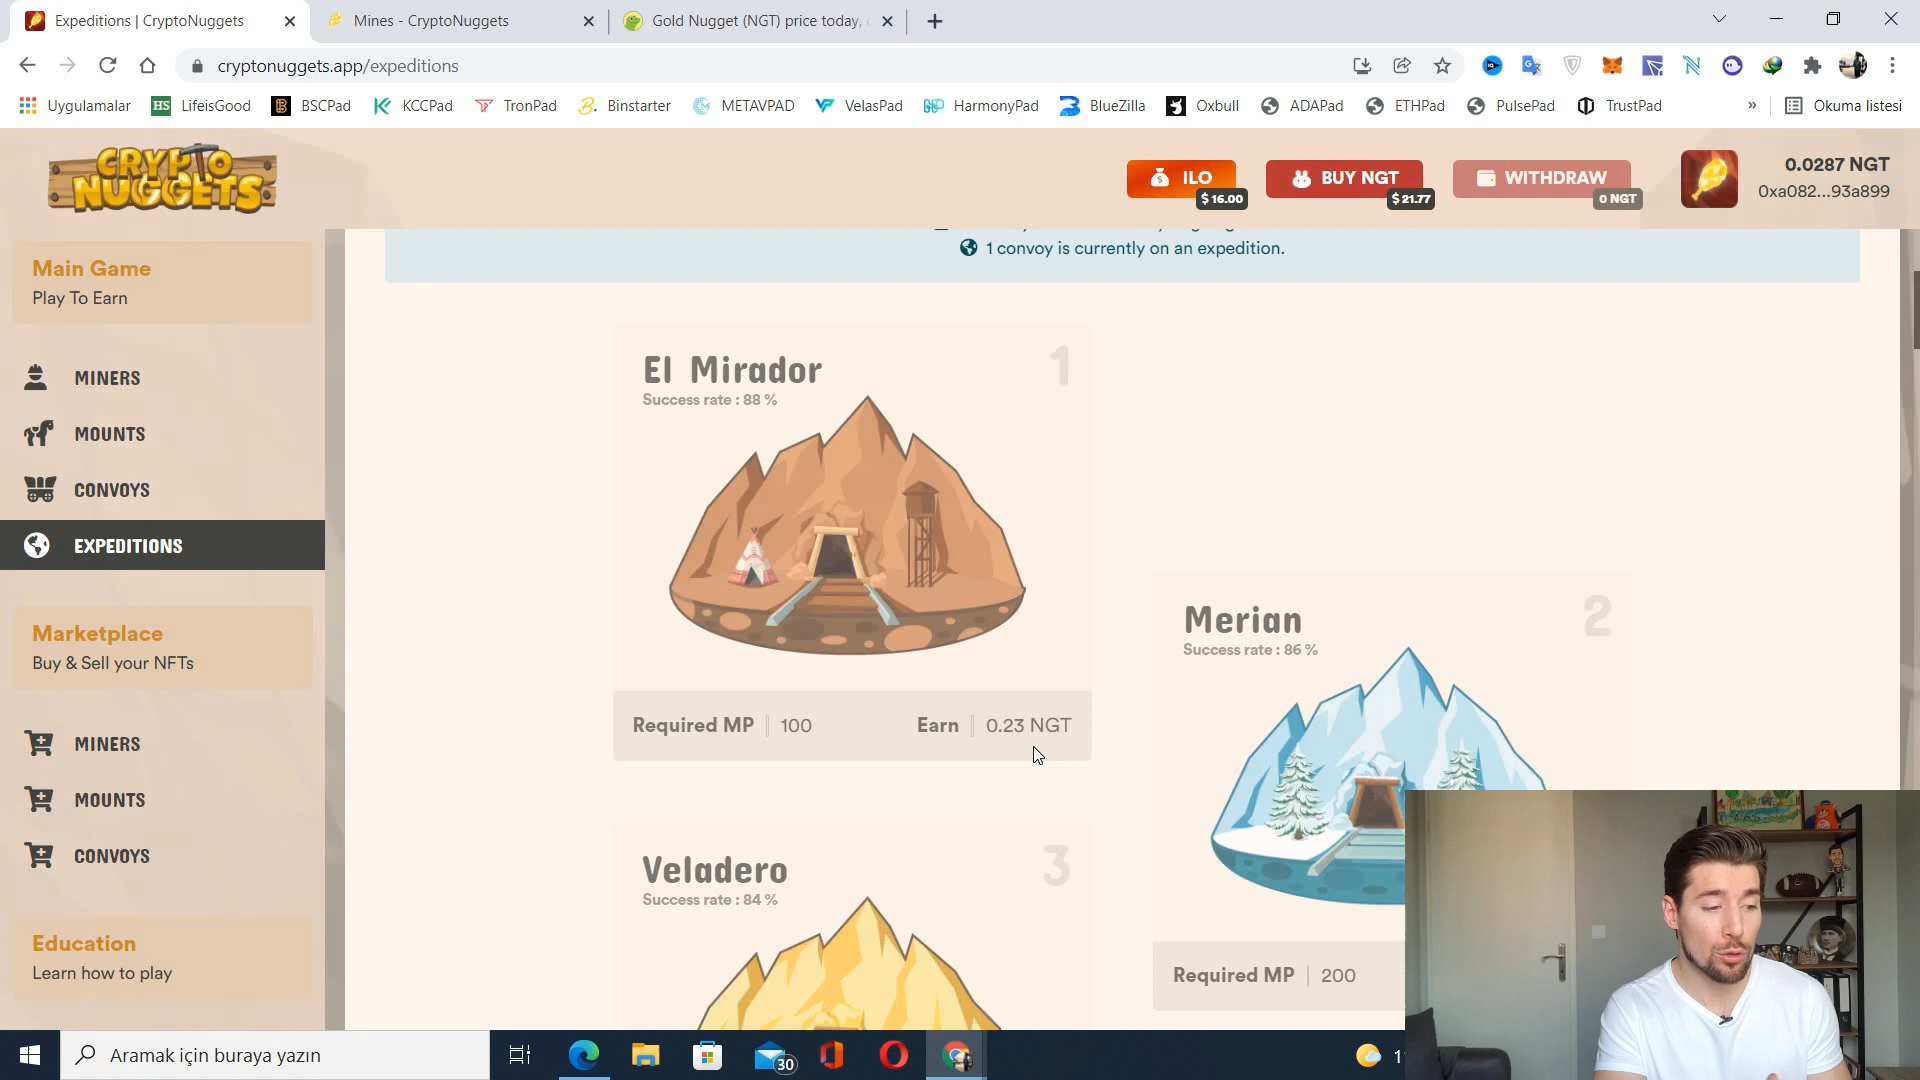 Expeditions | CryptoNuggets
Mines - CryptoNuggets
Gold Nugget (NGT) price today,
cryptonuggets.app/expeditions
Uygulamalar
HS LifeisGood
BSCPad
KCCPad
TronPad
Binstarter
METAVPAD
VelasPad
HarmonyPad
BlueZilla
Oxbull
ADAPad
ETHPad
PulsePad
TrustPad
»
Okuma listesi
CRYPTO
NUGGETS
ILO
$ 16.00
BUY NGT
$ 21.77
WITHDRAW
0 NGT
0.0287 NGT
0xa082...93a899
Main Game
Play To Earn
MINERS
MOUNTS
CONVOYS
EXPEDITIONS
Marketplace
Buy & Sell your NFTs
MINERS
MOUNTS
CONVOYS
Education
Learn how to play
1 convoy is currently on an expedition.
El Mirador
1
Success rate : 88 %
Required MP | 100
Earn | 0.23 NGT
Merian
2
Success rate : 86 %
Required MP | 200
Veladero
3
Success rate : 84 %
Aramak için buraya yazın
30